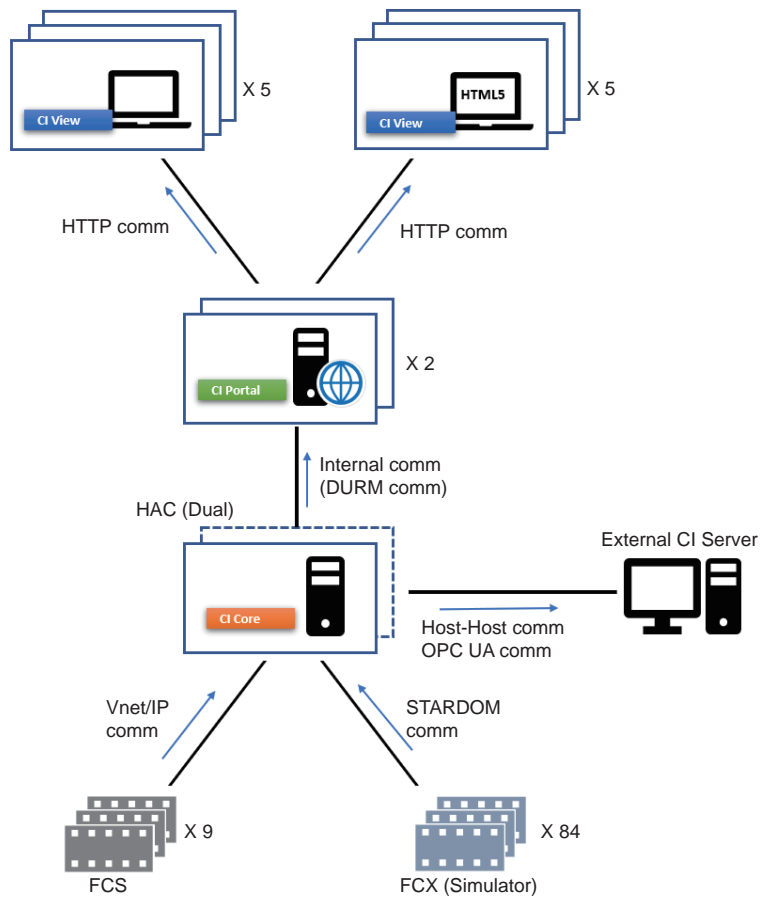 X 5
X 5
HTML5
CI View
CI View
HTTP comm
HTTP comm
X 2
CI Portal
Internal comm
(DURM comm)
HAC (Dual)
External CI Server
CI Core
Host-Host comm
OPC UA comm
Vnet/IP
comm
STARDOM
comm
X 9
X 84
FCS
FCX (Simulator)